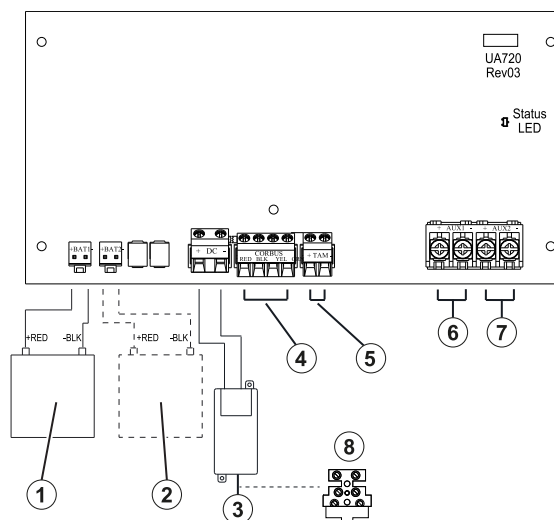 UA720
Rev03
Status
LED
+BAT1-
+BAT2-
+ DC -
CORBUS
RED BLK YEL
+ TAM -
+ AUX1 -
+ AUX2 -
4
5
6
7
+RED -BLK
+RED -BLK
8
1
2
3